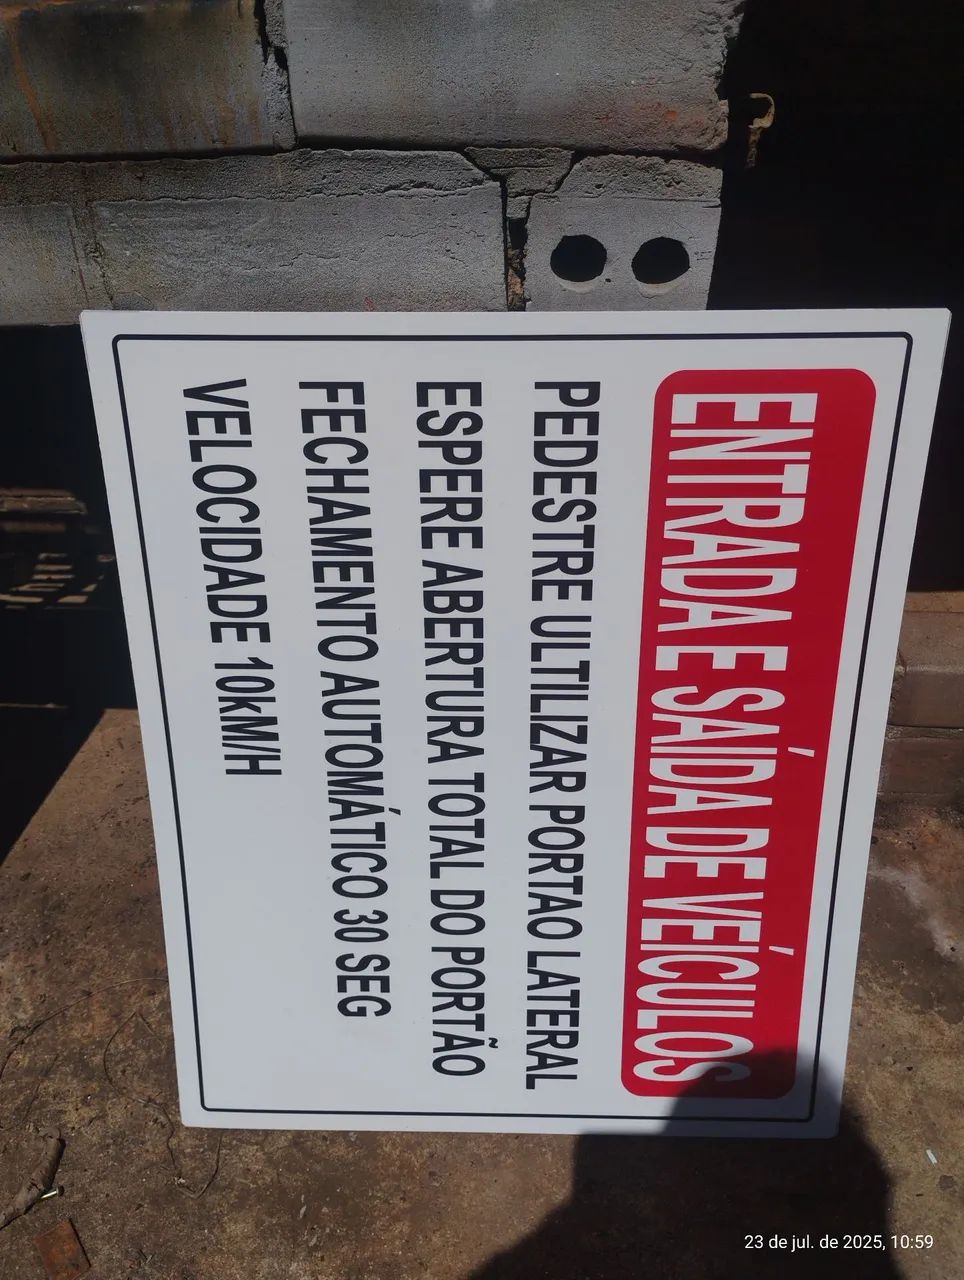 ENTRADA E SAÍDA DE VEÍCULOS
PEDESTRE ULTILIZAR PORTAO LATERAL
ESPERE ABERTURA TOTAL DO PORTÃO
FECHAMENTO AUTOMÁTICO 30 SEG
VELOCIDADE 10kM/H
23 de jul. de 2025, 10:59